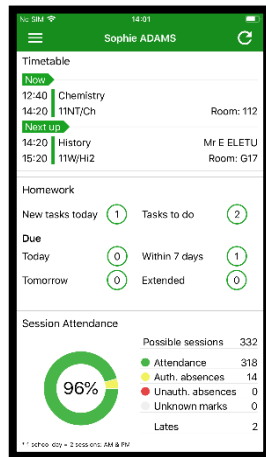 No SIM 14:01
Sophie ADAMS
Timetable
Now
12:40 Chemistry
14:20 11NT/Ch Room: 112
Next up
14:20 History Mr E ELETU
15:20 11W/Hi2 Room: G17
Homework
New tasks today 1 Tasks to do 2
Due
Today 0 Within 7 days 1
Tomorrow 0 Extended 0
Session Attendance
Possible sessions 332
Attendance 318
Auth. absences 14
Unauth. absences 0
Unknown marks 0
Lates 2
96%
* 1 school day = 2 sessions: AM & PM